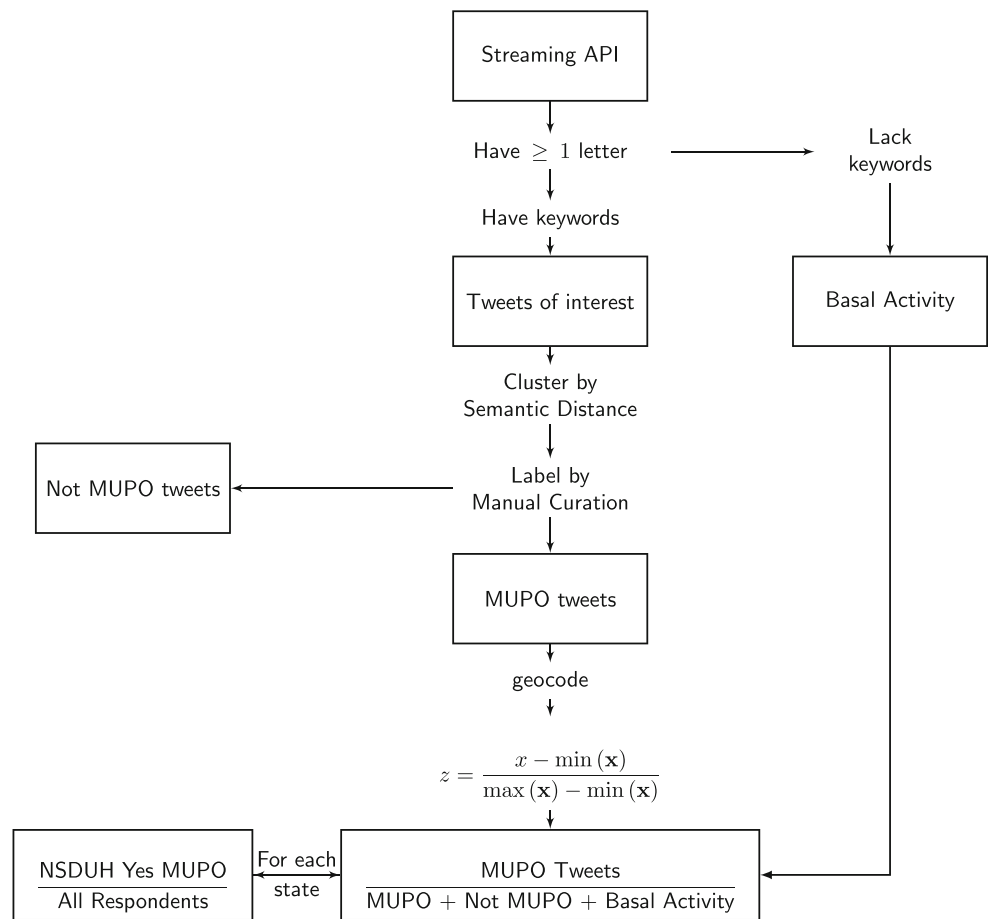 Streaming API
Have ≥ 1 letter
Lack
keywords
Have keywords
Tweets of interest
Basal Activity
Cluster by
Semantic Distance
Not MUPO tweets
Label by
Manual Curation
MUPO tweets
geocode
z = (x − min (x)) / (max (x) − min (x))
NSDUH Yes MUPO
All Respondents
For each
state
MUPO Tweets
MUPO + Not MUPO + Basal Activity